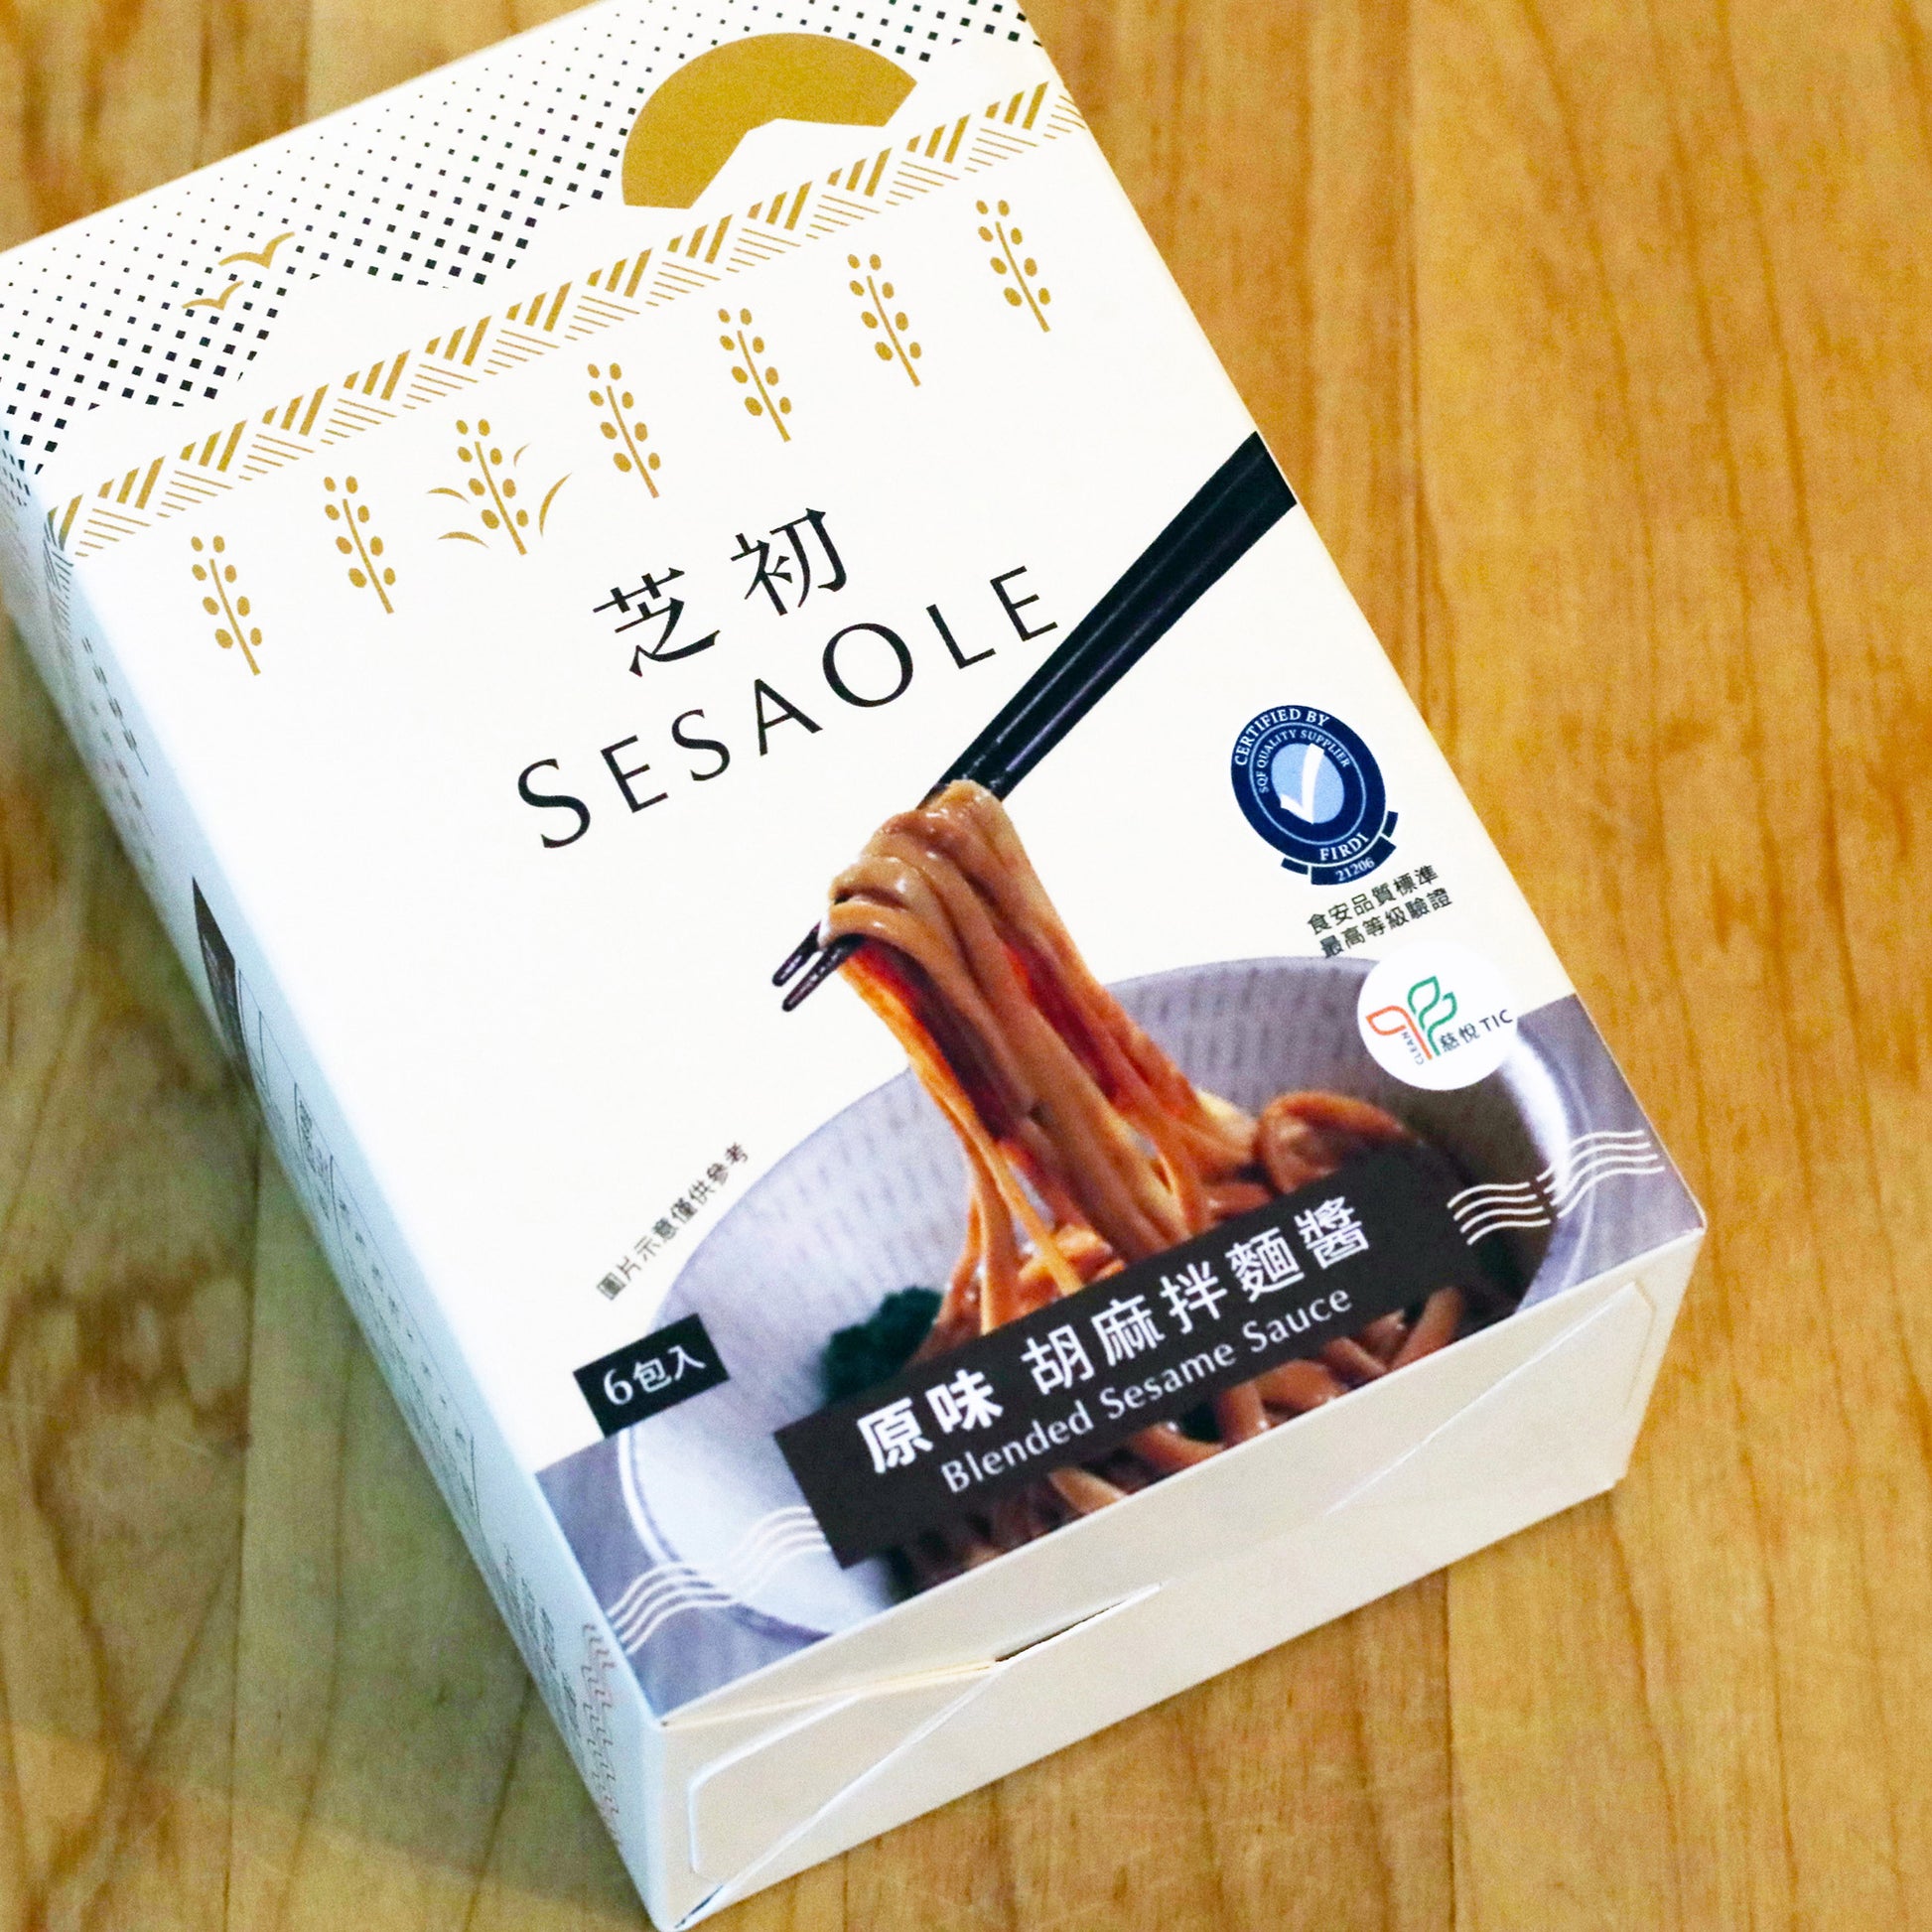 芝初
SESAOLE
CERTIFIED BY
SQF QUALITY SUPPLIER
FIRDI
21206
食安品質標準
最高等級驗證
CLEAN
慈悅 TIC
圖片示意僅供參考
6包入
原味 胡麻拌麵醬
Blended Sesame Sauce